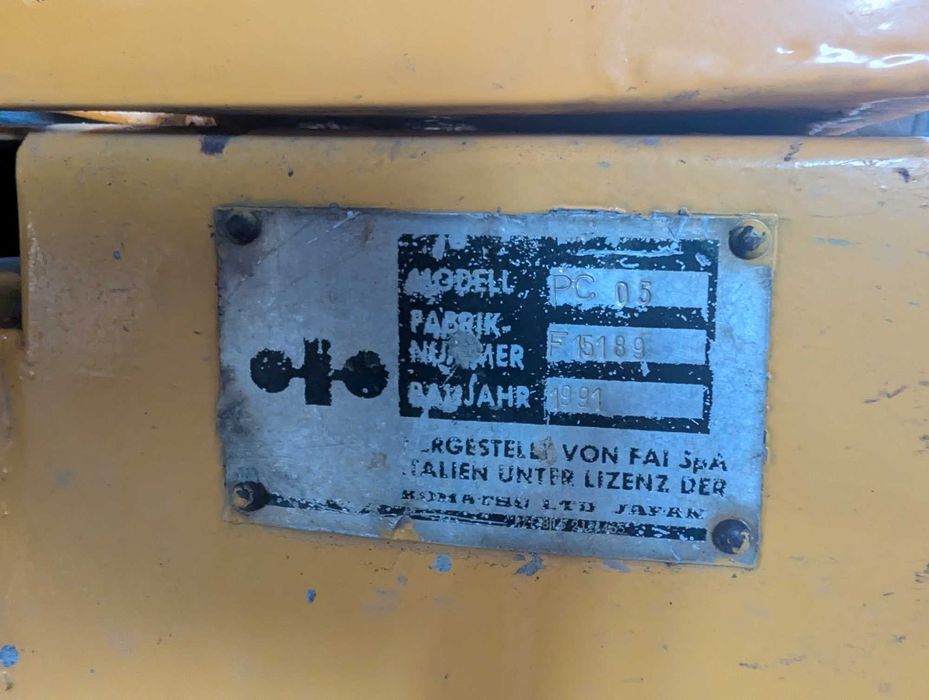 MODELL PC 05
FABRIK-
NUMMER F 15189
BAUJAHR 1991
HERGESTELLT VON FAI SpA
ITALIEN UNTER LIZENZ DER
KOMATSU LTD JAPAN